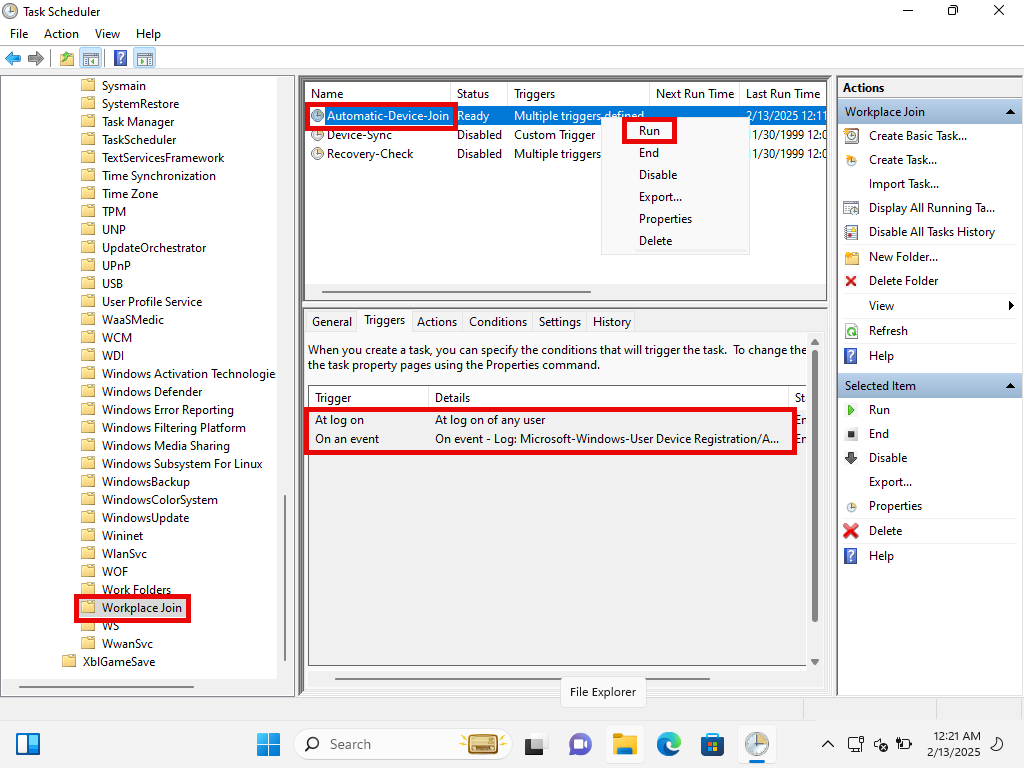 Task Scheduler
File Action View Help
Sysmain
SystemRestore
Task Manager
TaskScheduler
TextServicesFramework
Time Synchronization
Time Zone
TPM
UNP
UpdateOrchestrator
UPnP
USB
User Profile Service
WaaSMedic
WCM
WDI
Windows Activation Technologie
Windows Defender
Windows Error Reporting
Windows Filtering Platform
Windows Media Sharing
Windows Subsystem For Linux
WindowsBackup
WindowsColorSystem
WindowsUpdate
Wininet
WlanSvc
WOF
Work Folders
Workplace Join
WS
WwanSvc
XblGameSave
Name Status Triggers Next Run Time Last Run Time
Automatic-Device-Join Ready Multiple triggers defined 2/13/2025 12:11
Device-Sync Disabled Custom Trigger 11/30/1999 12:0
Recovery-Check Disabled Multiple triggers 11/30/1999 12:0
Run
End
Disable
Export...
Properties
Delete
General Triggers Actions Conditions Settings History
When you create a task, you can specify the conditions that will trigger the task. To change the
the task property pages using the Properties command.
Trigger Details St
At log on At log on of any user En
On an event On event - Log: Microsoft-Windows-User Device Registration/A... En
Actions
Workplace Join
Create Basic Task...
Create Task...
Import Task...
Display All Running Ta...
Disable All Tasks History
New Folder...
Delete Folder
View
Refresh
Help
Selected Item
Run
End
Disable
Export...
Properties
Delete
Help
File Explorer
Search
12:21 AM
2/13/2025